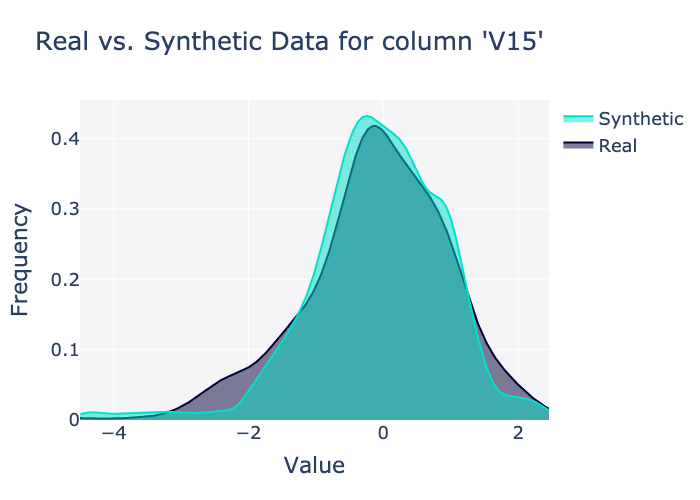 Real vs. Synthetic Data for column 'V15'
Synthetic
Real
0.4
0.3
0.2
0.1
0
Frequency
−4
−2
0
2
Value